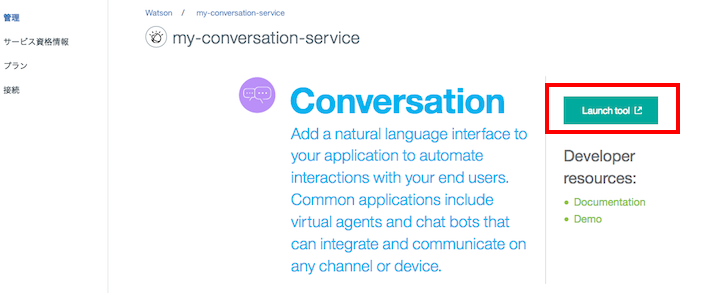 管理
サービス資格情報
プラン
接続
Watson / my-conversation-service
my-conversation-service
Conversation
Add a natural language interface to
your application to automate
interactions with your end users.
Common applications include
virtual agents and chat bots that
can integrate and communicate on
any channel or device.
Launch tool
Developer
resources:
Documentation
Demo